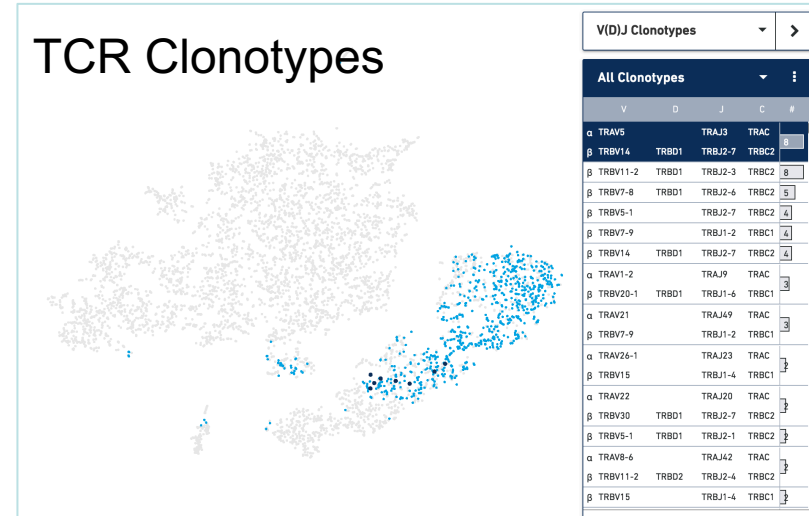 TCR Clonotypes
V(D)J Clonotypes
All Clonotypes
V D J C #
α TRAV5 TRAJ3 TRAC 8
β TRBV14 TRBD1 TRBJ2-7 TRBC2
β TRBV11-2 TRBD1 TRBJ2-3 TRBC2 8
β TRBV7-8 TRBD1 TRBJ2-6 TRBC2 5
β TRBV5-1 TRBJ2-7 TRBC2 4
β TRBV7-9 TRBJ1-2 TRBC1 4
β TRBV14 TRBD1 TRBJ2-7 TRBC2 4
α TRAV1-2 TRAJ9 TRAC 3
β TRBV20-1 TRBD1 TRBJ1-6 TRBC1
α TRAV21 TRAJ49 TRAC 3
β TRBV7-9 TRBJ1-2 TRBC1
α TRAV26-1 TRAJ23 TRAC 2
β TRBV15 TRBJ1-4 TRBC1
α TRAV22 TRAJ20 TRAC 2
β TRBV30 TRBD1 TRBJ2-7 TRBC2
β TRBV5-1 TRBD1 TRBJ2-1 TRBC2 2
α TRAV8-6 TRAJ42 TRAC 2
β TRBV11-2 TRBD2 TRBJ2-4 TRBC2
β TRBV15 TRBJ1-4 TRBC1 2